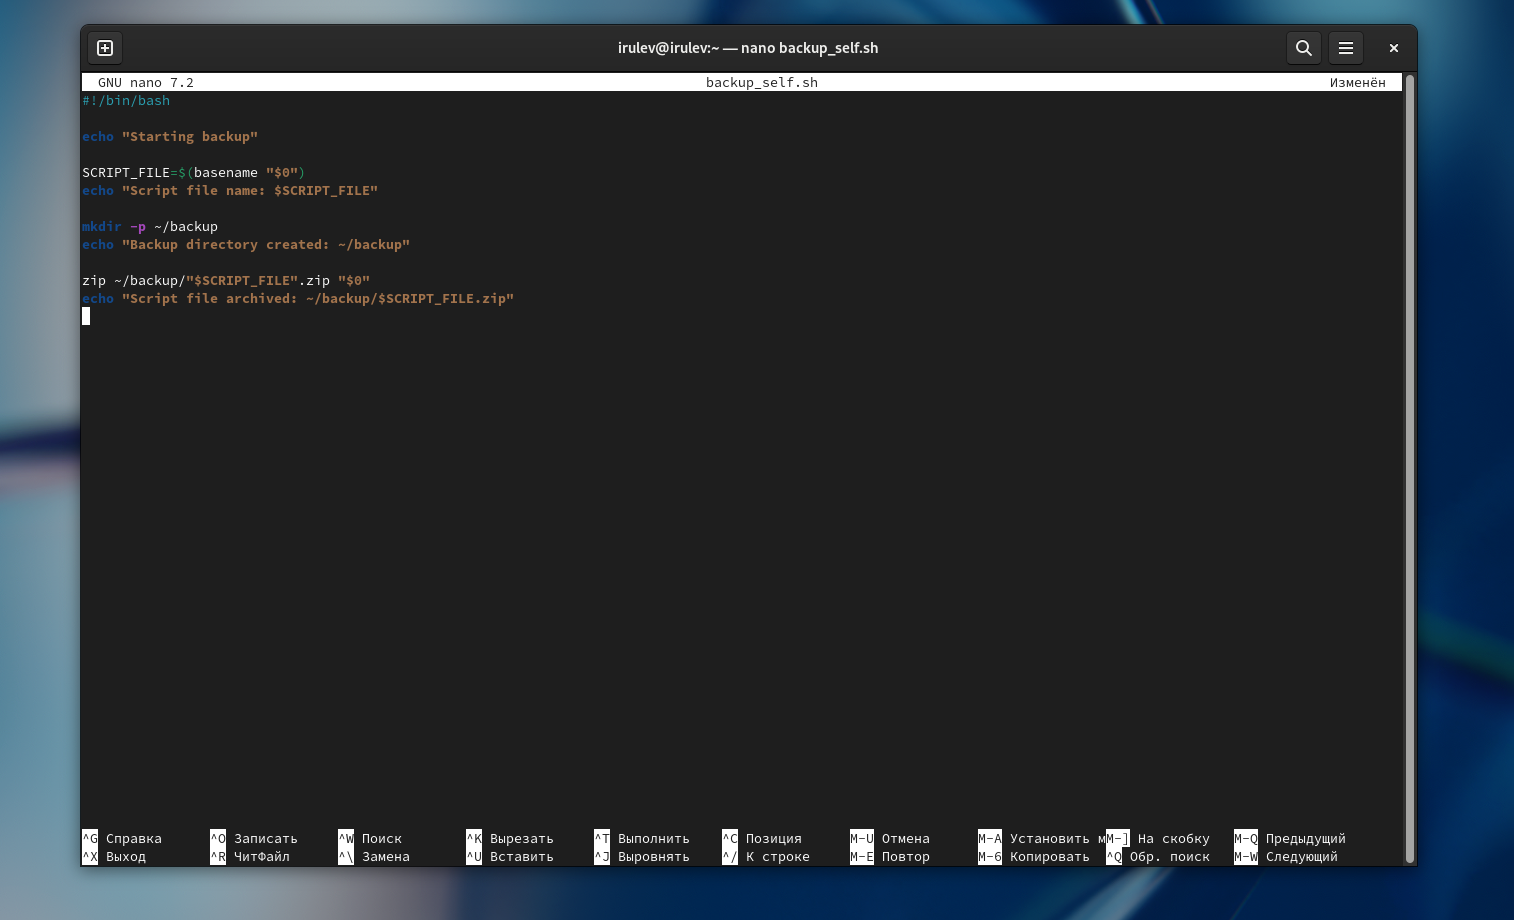 irulev@irulev:~ — nano backup_self.sh
GNU nano 7.2 backup_self.sh Изменён
#!/bin/bash
echo "Starting backup"
SCRIPT_FILE=$(basename "$0")
echo "Script file name: $SCRIPT_FILE"
mkdir -p ~/backup
echo "Backup directory created: ~/backup"
zip ~/backup/"$SCRIPT_FILE".zip "$0"
echo "Script file archived: ~/backup/$SCRIPT_FILE.zip"
^G Справка ^O Записать ^W Поиск ^K Вырезать ^T Выполнить ^C Позиция M-U Отмена M-A Установить мM-] На скобку M-Q Предыдущий
^X Выход ^R ЧитФайл ^\ Замена ^U Вставить ^J Выровнять ^/ К строке M-E Повтор M-6 Копировать ^Q Обр. поиск M-W Следующий